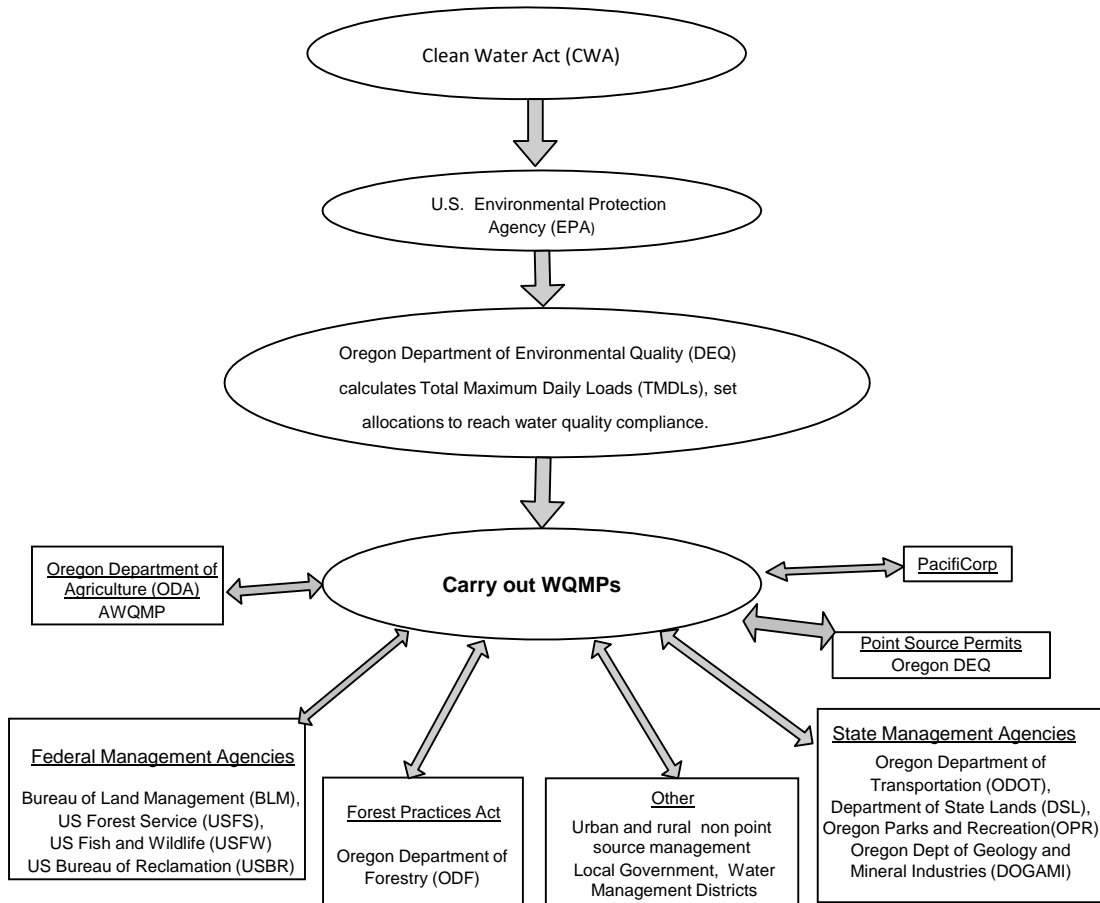 Clean Water Act (CWA)
U.S. Environmental Protection
Agency (EPA)
Oregon Department of Environmental Quality (DEQ)
calculates Total Maximum Daily Loads (TMDLs), set
allocations to reach water quality compliance.
Carry out WQMPs
Oregon Department of
Agriculture (ODA)
AWQMP
PacifiCorp
Point Source Permits
Oregon DEQ
Federal Management Agencies
Bureau of Land Management (BLM),
US Forest Service (USFS),
US Fish and Wildlife (USFW)
US Bureau of Reclamation (USBR)
Forest Practices Act
Oregon Department of
Forestry (ODF)
Other
Urban and rural non point
source management
Local Government, Water
Management Districts
State Management Agencies
Oregon Department of
Transportation (ODOT),
Department of State Lands (DSL),
Oregon Parks and Recreation(OPR)
Oregon Dept of Geology and
Mineral Industries (DOGAMI)